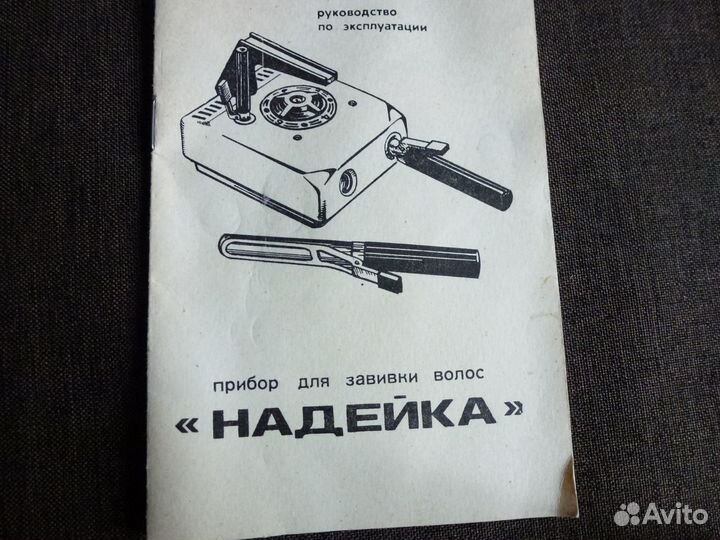 руководство
по эксплуатации
прибор для завивки волос
«НАДЕЙКА»
Avito